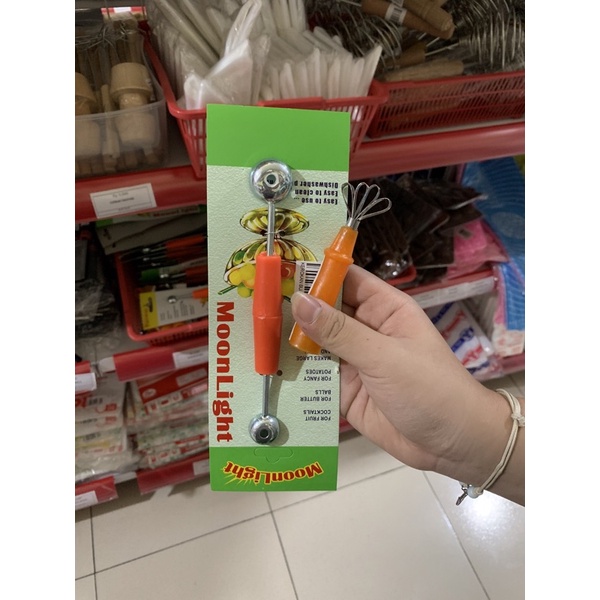 MoonLight
Easy to use
Easy to clean
Dishwasher
MoonLight
FOR FRUIT
COCKTAILS
FOR BUTTER
BALLS
FOR FANCY
POTATOES
MAKES LARGE
AND